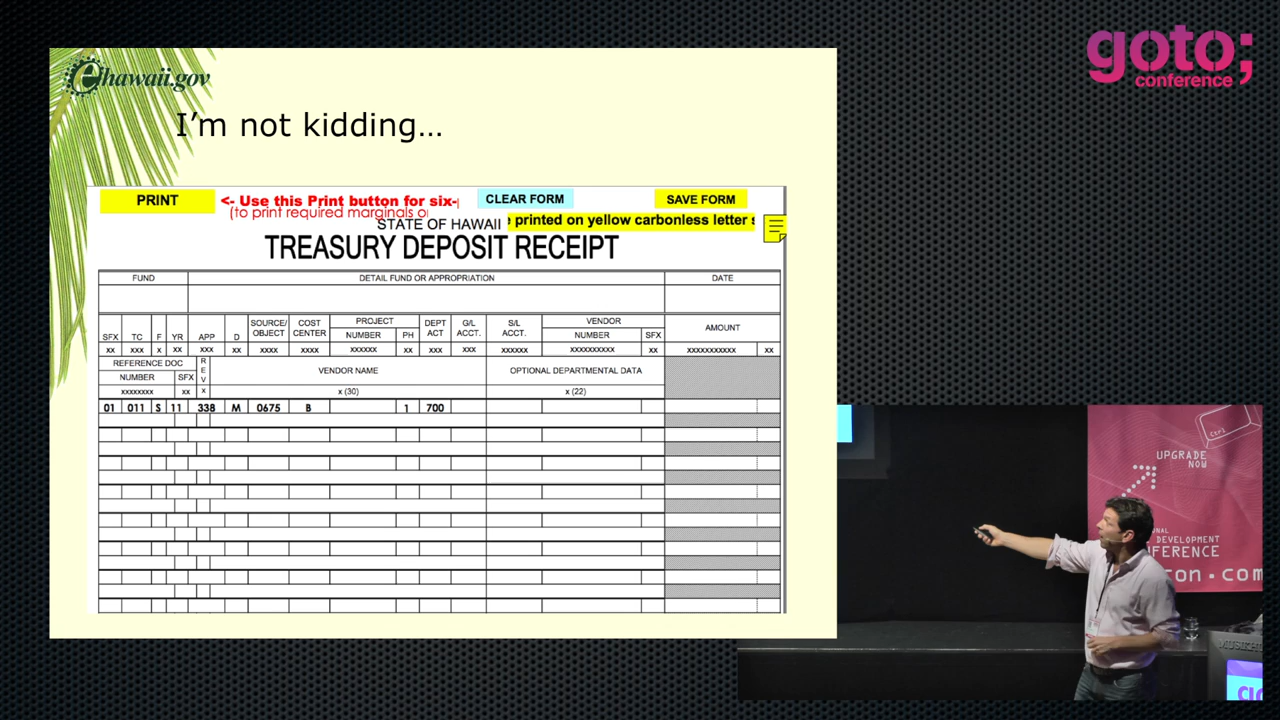 goto;
conference
ehawaii.gov
I'm not kidding…
PRINT
<- Use this Print button for six-
(to print required marginals o
CLEAR FORM
SAVE FORM
STATE OF HAWAII
printed on yellow carbonless letter s
TREASURY DEPOSIT RECEIPT
FUND DETAIL FUND OR APPROPRIATION DATE
SFX TC F YR APP D SOURCE/ OBJECT COST CENTER PROJECT NUMBER PH DEPT ACT G/L ACCT. S/L ACCT. VENDOR NUMBER SFX AMOUNT
xx xxx x xx xxx xx xxxx xxxx xxxxxx xx xxx xxx xxxxxx xxxxxxxxxx xx xxxxxxxxxxx xx
REFERENCE DOC REV VENDOR NAME OPTIONAL DEPARTMENTAL DATA
NUMBER SFX
xxxxxxxx xx x x (30) x (22)
01 011 S 11 338 M 0675 B 1 700
Ctrl
UPGRADE
NOW
NAL
DEVELOPMENT
FERENCE
con.com